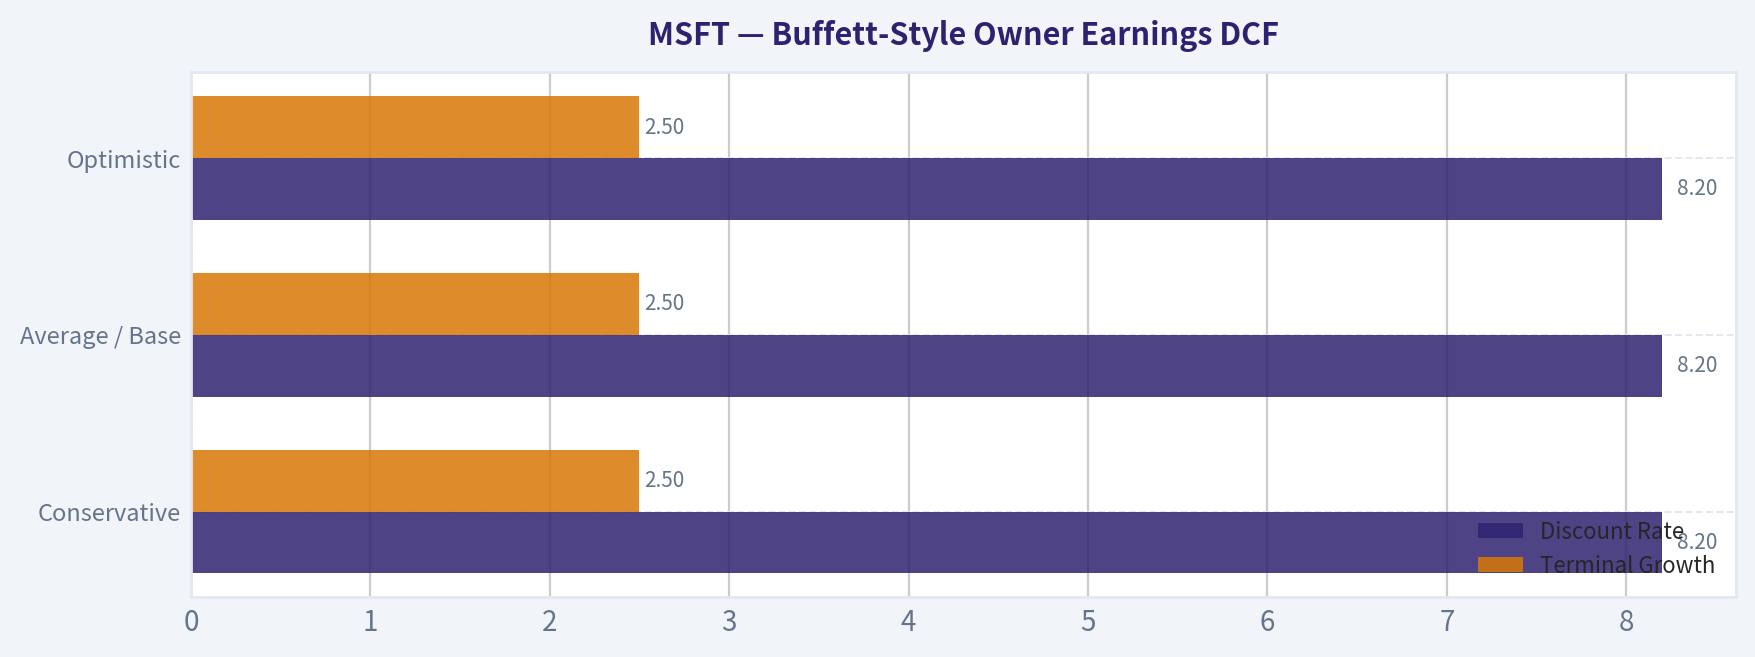 MSFT — Buffett-Style Owner Earnings DCF
Optimistic
2.50
8.20
Average / Base
2.50
8.20
Conservative
2.50
8.20
Discount Rate
Terminal Growth
0 1 2 3 4 5 6 7 8